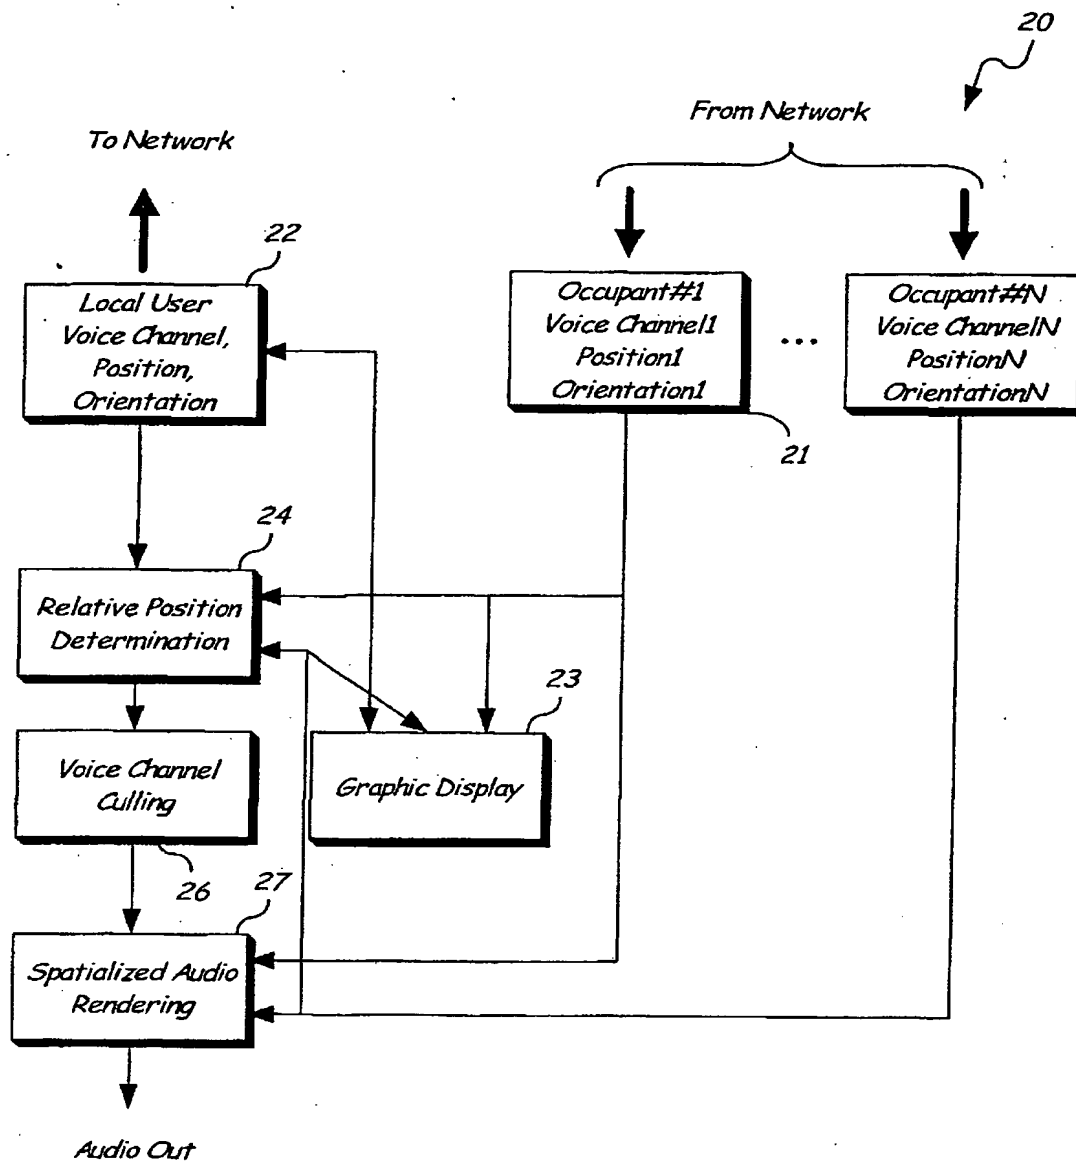 20
From Network
To Network
22
Local User
Voice Channel,
Position,
Orientation
Occupant#1
Voice Channel1
Position1
Orientation1
...
Occupant#N
Voice ChannelN
PositionN
OrientationN
21
24
Relative Position
Determination
23
Graphic Display
Voice Channel
Culling
26
27
Spatialized Audio
Rendering
Audio Out